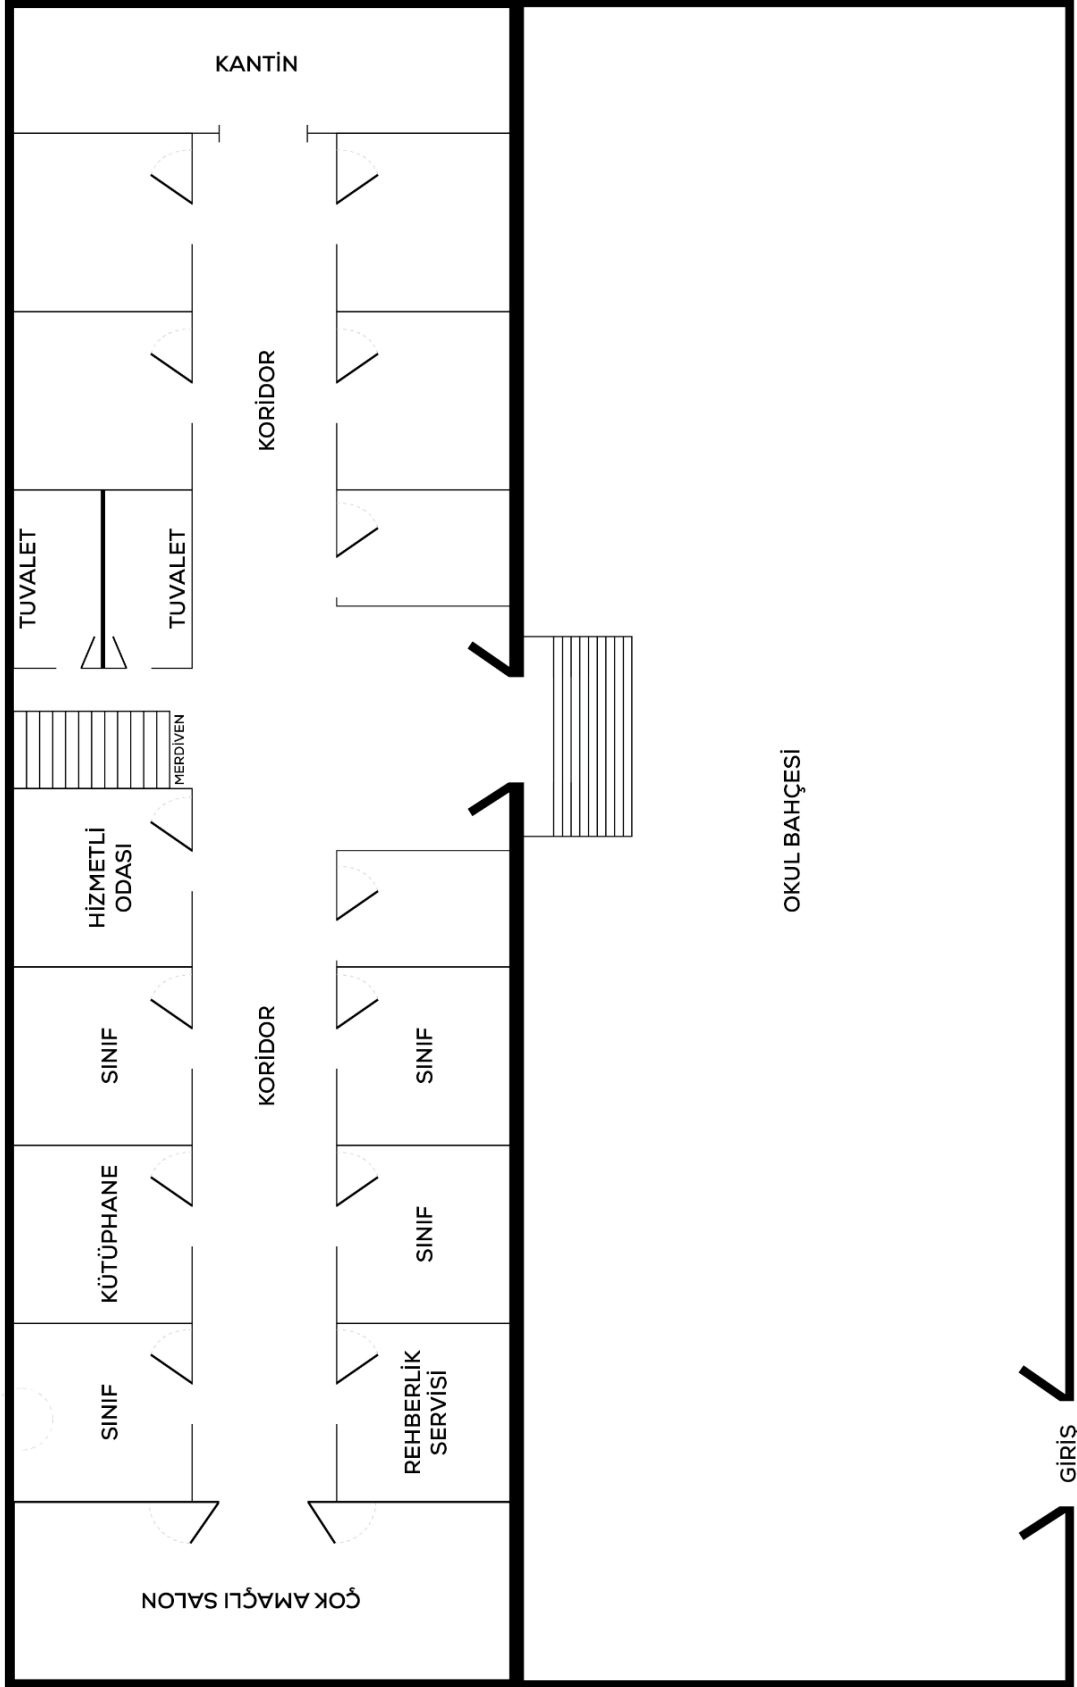 KANTİN
KORİDOR
TUVALET
TUVALET
MERDİVEN
HİZMETLİ
ODASI
OKUL BAHÇESİ
SINIF
KORİDOR
SINIF
KÜTÜPHANE
SINIF
SINIF
REHBERLİK
SERVİSİ
GİRİŞ
ÇOK AMAÇLI SALON